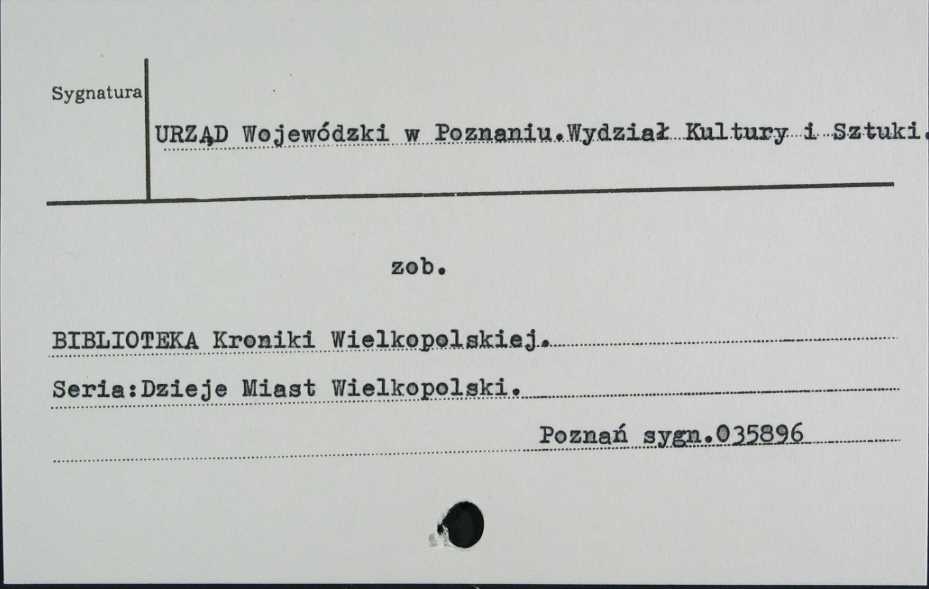 Sygnatura
URZĄD Wojewódzki w Poznaniu.Wydział Kultury i Sztuki.
zob.
BIBLIOTEKA Kroniki Wielkopolskiej.
Seria:Dzieje Miast Wielkopolski.
Poznań sygn.035896